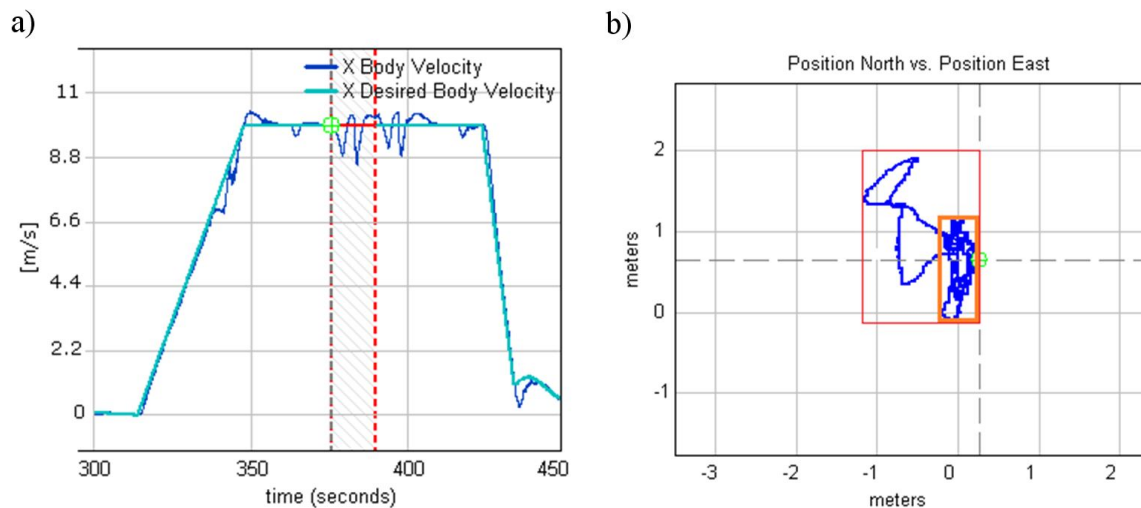 a)
X Body Velocity
X Desired Body Velocity
11
8.8
6.6
4.4
2.2
0
[m/s]
300
350
400
450
time (seconds)
b)
Position North vs. Position East
2
1
0
-1
meters
-3
-2
-1
0
1
2
meters